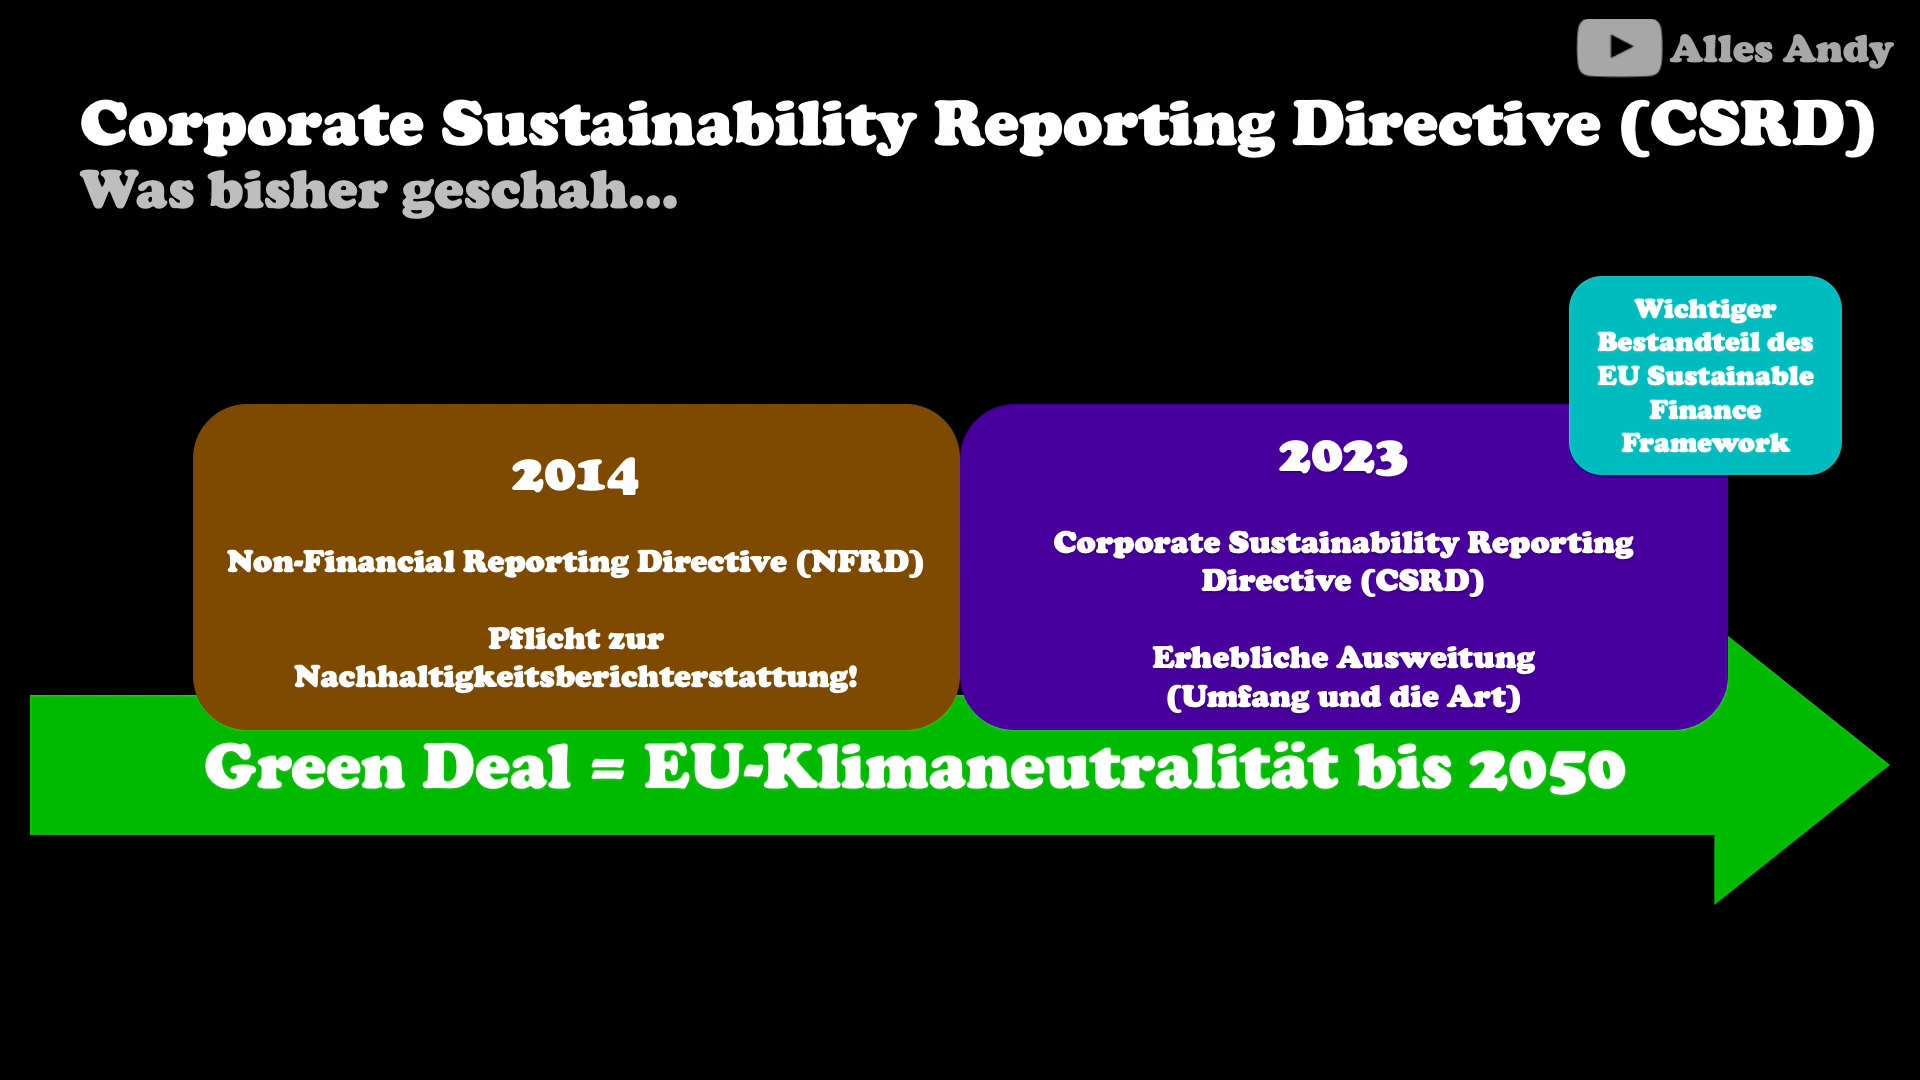 Alles Andy
Corporate Sustainability Reporting Directive (CSRD)
Was bisher geschah...
Wichtiger
Bestandteil des
EU Sustainable
Finance
Framework
2014
Non-Financial Reporting Directive (NFRD)
Pflicht zur
Nachhaltigkeitsberichterstattung!
2023
Corporate Sustainability Reporting
Directive (CSRD)
Erhebliche Ausweitung
(Umfang und die Art)
Green Deal = EU-Klimaneutralität bis 2050